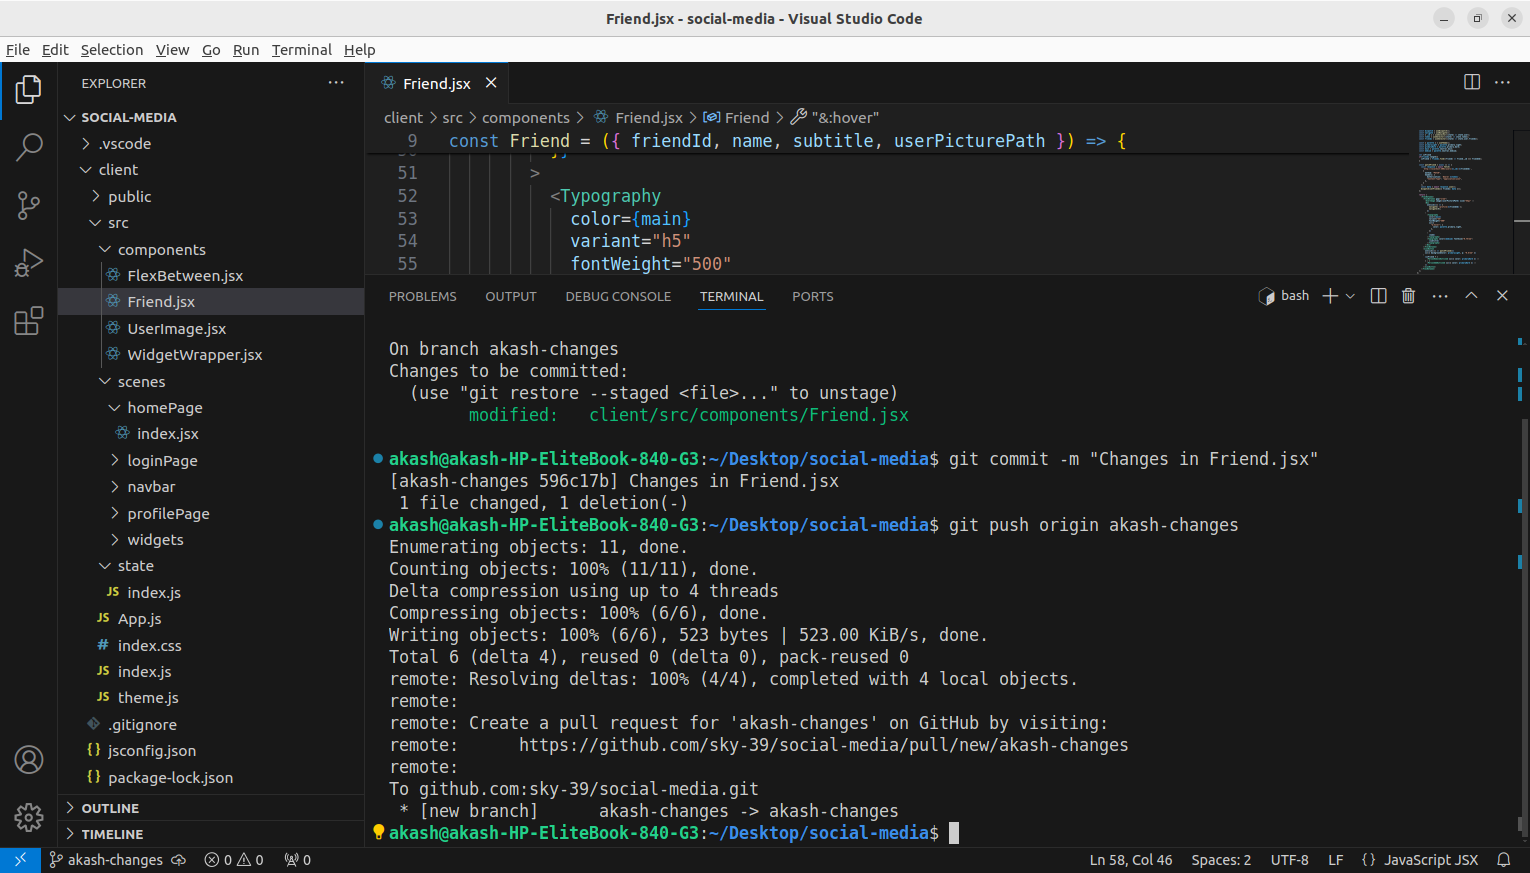 Friend.jsx - social-media - Visual Studio Code
File Edit Selection View Go Run Terminal Help
EXPLORER
SOCIAL-MEDIA
.vscode
client
public
src
components
FlexBetween.jsx
Friend.jsx
UserImage.jsx
WidgetWrapper.jsx
scenes
homePage
index.jsx
loginPage
navbar
profilePage
widgets
state
JS index.js
JS App.js
# index.css
JS index.js
JS theme.js
.gitignore
{} jsconfig.json
{} package-lock.json
OUTLINE
TIMELINE
Friend.jsx
client > src > components > Friend.jsx > Friend > "&:hover"
9 const Friend = ({ friendId, name, subtitle, userPicturePath }) => {
51 >
52 <Typography
53 color={main}
54 variant="h5"
55 fontWeight="500"
PROBLEMS OUTPUT DEBUG CONSOLE TERMINAL PORTS
bash
On branch akash-changes
Changes to be committed:
(use "git restore --staged <file>..." to unstage)
modified: client/src/components/Friend.jsx
akash@akash-HP-EliteBook-840-G3:~/Desktop/social-media$ git commit -m "Changes in Friend.jsx"
[akash-changes 596c17b] Changes in Friend.jsx
1 file changed, 1 deletion(-)
akash@akash-HP-EliteBook-840-G3:~/Desktop/social-media$ git push origin akash-changes
Enumerating objects: 11, done.
Counting objects: 100% (11/11), done.
Delta compression using up to 4 threads
Compressing objects: 100% (6/6), done.
Writing objects: 100% (6/6), 523 bytes | 523.00 KiB/s, done.
Total 6 (delta 4), reused 0 (delta 0), pack-reused 0
remote: Resolving deltas: 100% (4/4), completed with 4 local objects.
remote:
remote: Create a pull request for 'akash-changes' on GitHub by visiting:
remote: https://github.com/sky-39/social-media/pull/new/akash-changes
remote:
To github.com:sky-39/social-media.git
* [new branch] akash-changes -> akash-changes
akash@akash-HP-EliteBook-840-G3:~/Desktop/social-media$
akash-changes 0 0 0 Ln 58, Col 46 Spaces: 2 UTF-8 LF {} JavaScript JSX